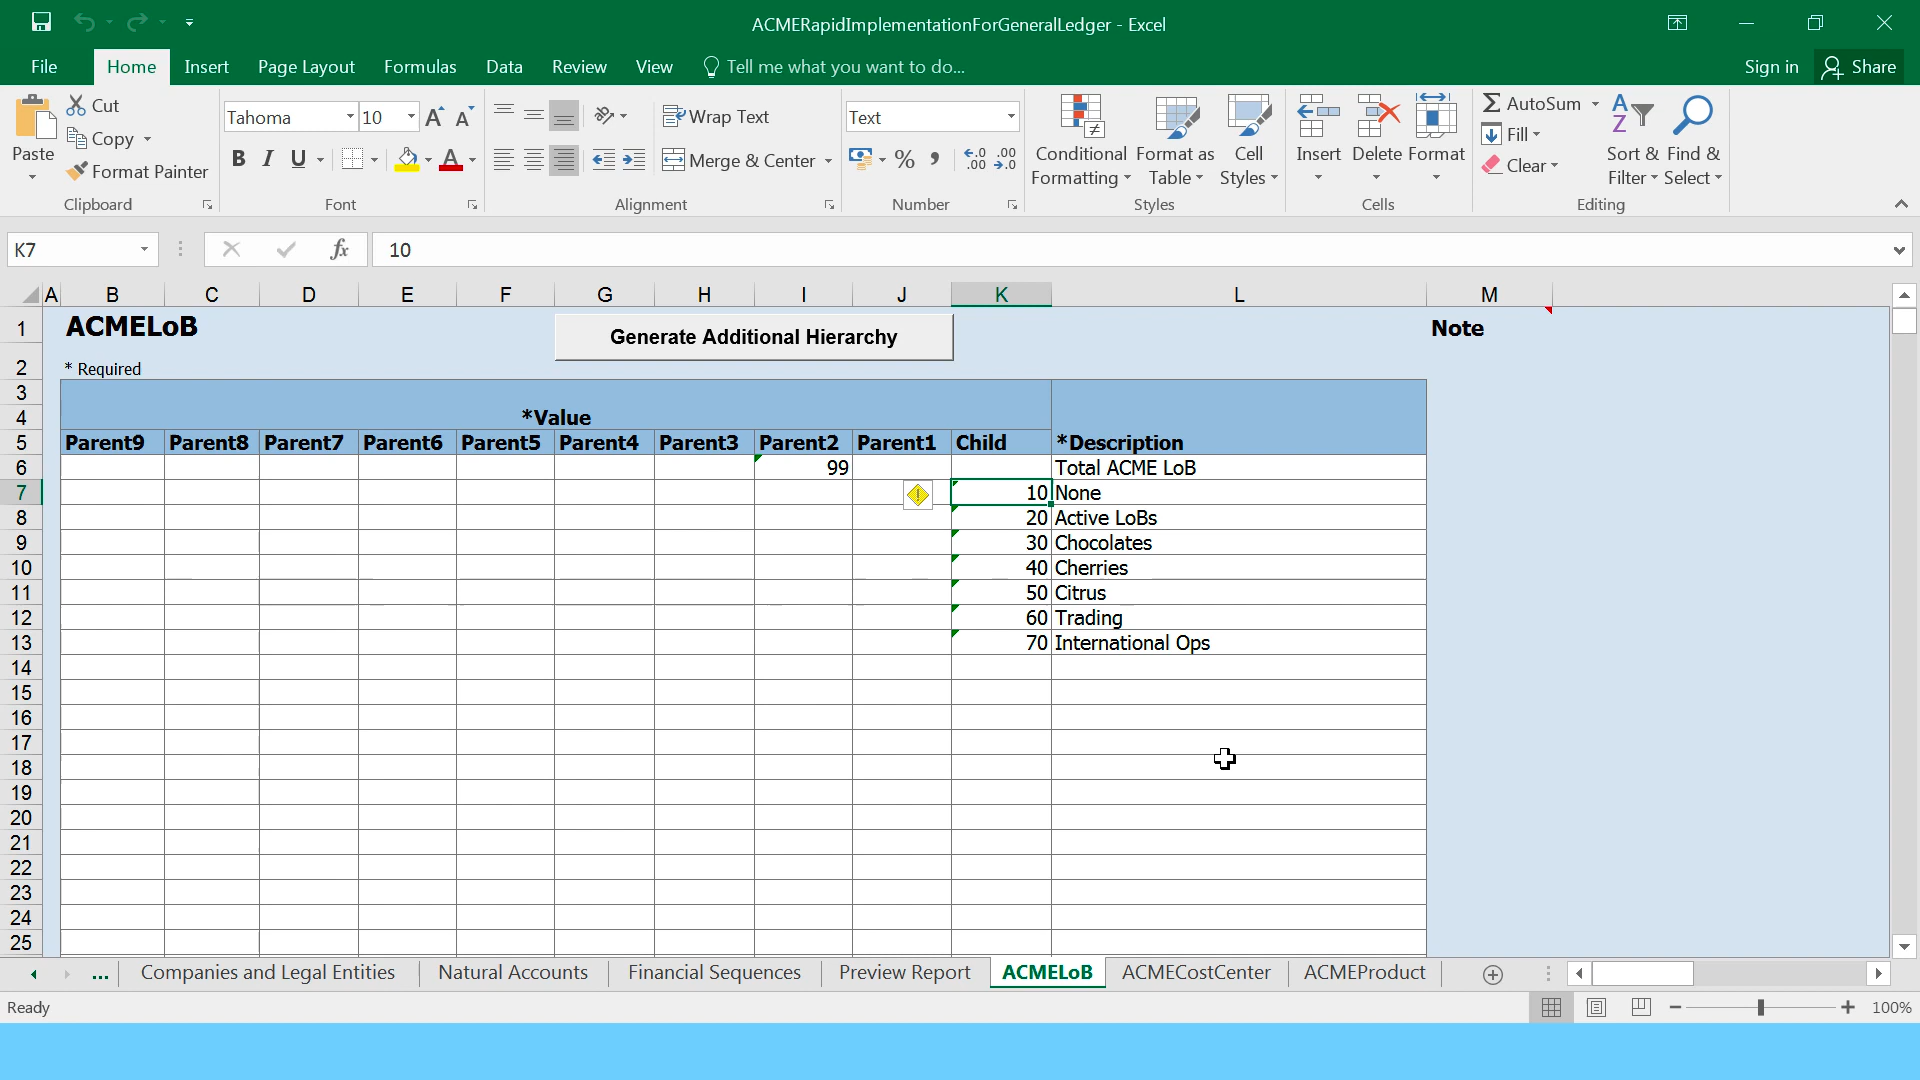 ACMERapidImplementationForGeneralLedger - Excel
File Home Insert Page Layout Formulas Data Review View Tell me what you want to do... Sign in Share
Paste Cut Copy Format Painter Clipboard
Tahoma 10 B I U Font
Wrap Text Merge & Center Alignment
Text Number
Conditional Formatting Format as Table Cell Styles Styles
Insert Delete Format Cells
AutoSum Fill Clear Sort & Filter Find & Select Editing
K7 fx 10
A B C D E F G H I J K L M
1 ACMELoB Generate Additional Hierarchy Note
2 * Required
3
4 *Value
5 Parent9 Parent8 Parent7 Parent6 Parent5 Parent4 Parent3 Parent2 Parent1 Child *Description
6 99 Total ACME LoB
7 10 None
8 20 Active LoBs
9 30 Chocolates
10 40 Cherries
11 50 Citrus
12 60 Trading
13 70 International Ops
14
15
16
17
18
19
20
21
22
23
24
25
... Companies and Legal Entities Natural Accounts Financial Sequences Preview Report ACMELoB ACMECostCenter ACMEProduct
Ready 100%